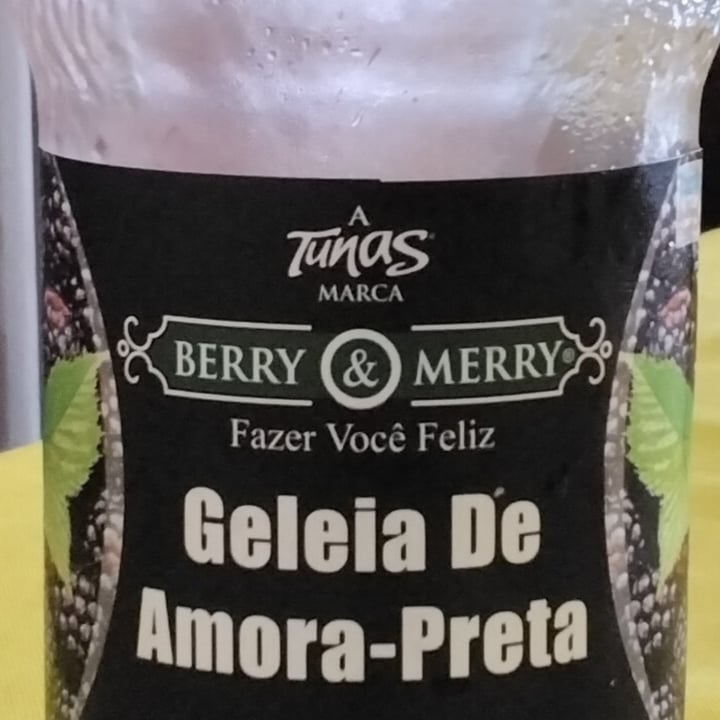 A
Tunas
MARCA
BERRY & MERRY®
Fazer Você Feliz
Geleia De
Amora-Preta